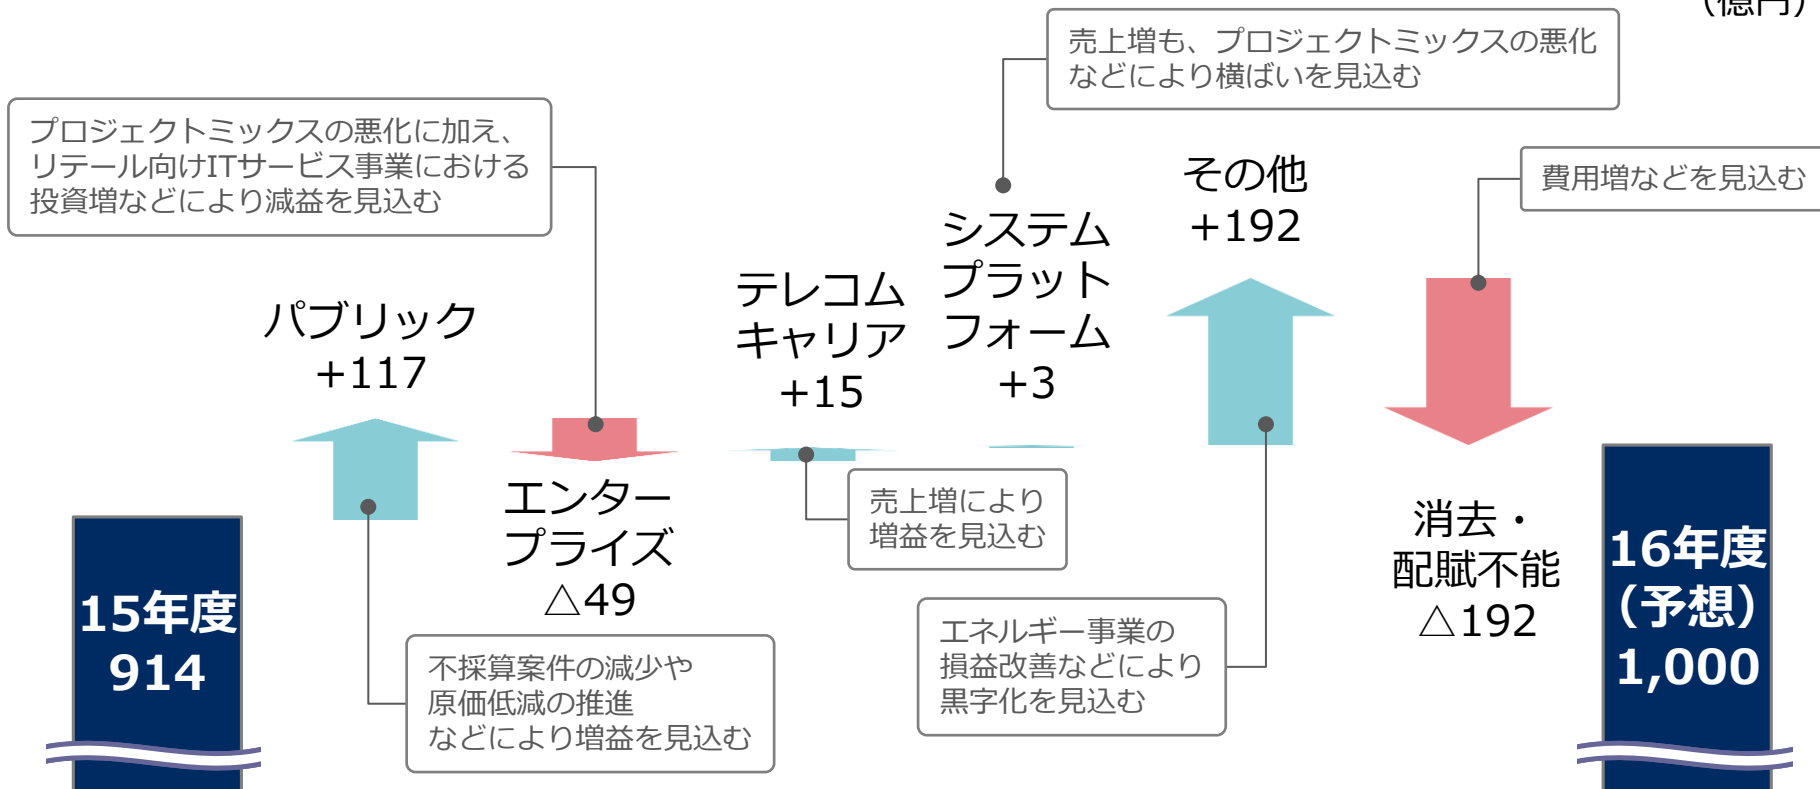 （億円）
売上増も、プロジェクトミックスの悪化
などにより横ばいを見込む
プロジェクトミックスの悪化に加え、
リテール向けITサービス事業における
投資増などにより減益を見込む
費用増などを見込む
パブリック
+117
エンター
プライズ
△49
テレコム
キャリア
+15
システム
プラット
フォーム
+3
その他
+192
消去・
配賦不能
△192
売上増により
増益を見込む
エネルギー事業の
損益改善などにより
黒字化を見込む
不採算案件の減少や
原価低減の推進
などにより増益を見込む
15年度
914
16年度
（予想）
1,000